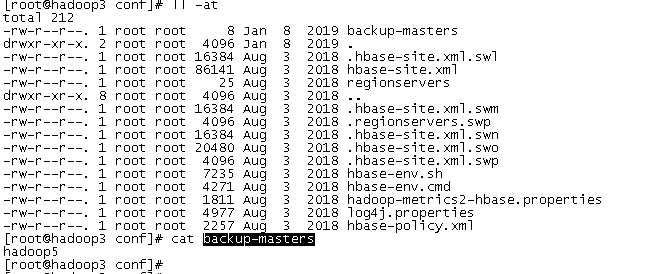 [root@hadoop3 conf]# ll -at
total 212
-rw-r--r--. 1 root root 8 Jan 8 2019 backup-masters
drwxr-xr-x. 2 root root 4096 Jan 8 2019 .
-rw-r--r--. 1 root root 16384 Aug 3 2018 .hbase-site.xml.swl
-rw-r--r--. 1 root root 86141 Aug 3 2018 hbase-site.xml
-rw-r--r--. 1 root root 25 Aug 3 2018 regionservers
drwxr-xr-x. 8 root root 4096 Aug 3 2018 ..
-rw-r--r--. 1 root root 16384 Aug 3 2018 .hbase-site.xml.swm
-rw-r--r--. 1 root root 4096 Aug 3 2018 .regionservers.swp
-rw-r--r--. 1 root root 16384 Aug 3 2018 .hbase-site.xml.swn
-rw-r--r--. 1 root root 20480 Aug 3 2018 .hbase-site.xml.swo
-rw-r--r--. 1 root root 4096 Aug 3 2018 .hbase-site.xml.swp
-rw-r--r--. 1 root root 7235 Aug 3 2018 hbase-env.sh
-rw-r--r--. 1 root root 4271 Aug 3 2018 hbase-env.cmd
-rw-r--r--. 1 root root 1811 Aug 3 2018 hadoop-metrics2-hbase.properties
-rw-r--r--. 1 root root 4977 Aug 3 2018 log4j.properties
-rw-r--r--. 1 root root 2257 Aug 3 2018 hbase-policy.xml
[root@hadoop3 conf]# cat backup-masters
hadoop5
[root@hadoop3 conf]#
[root@hadoop3 conf]#